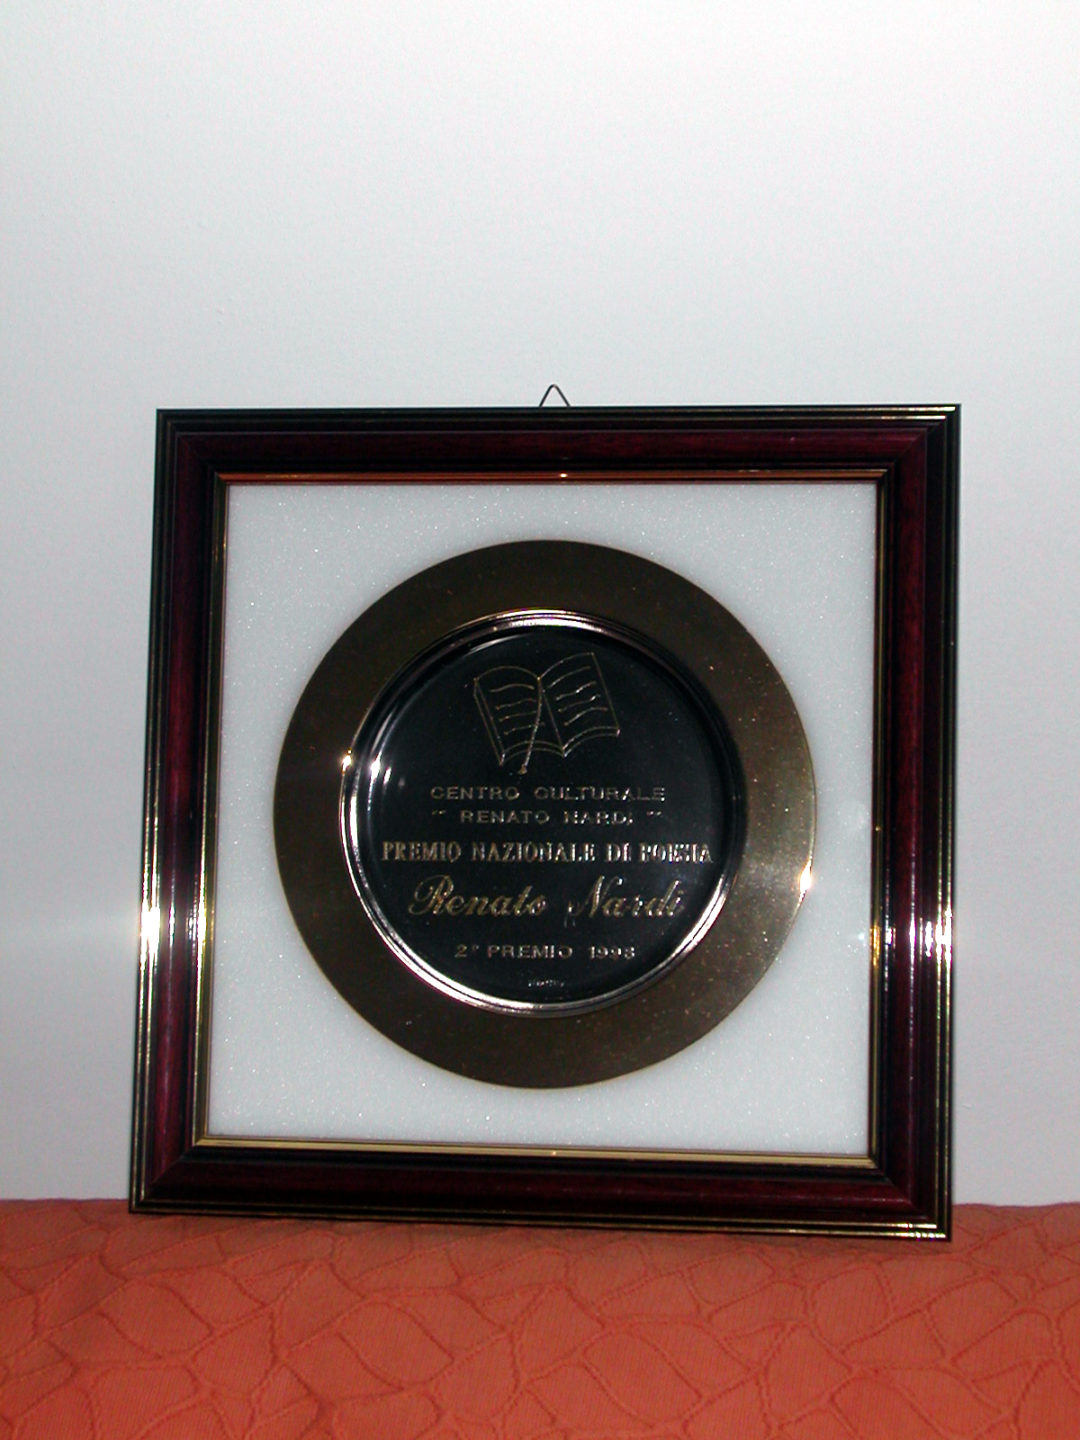 CENTRO CULTURALE
" RENATO NARDI "
PREMIO NAZIONALE DI POESIA
Renato Nardi
2° PREMIO 1998